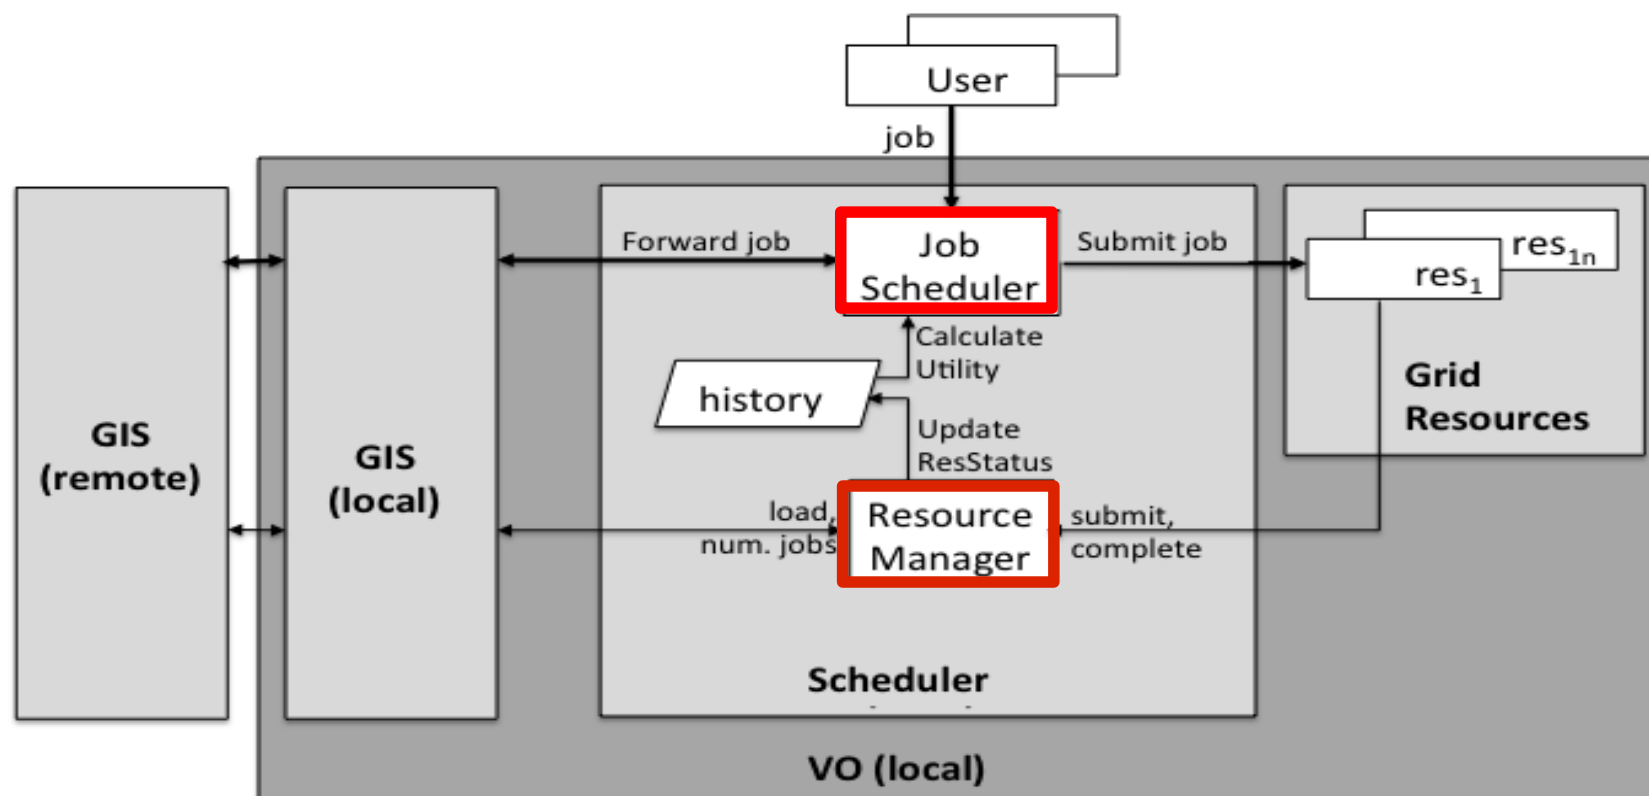 User
job
Forward job
Job
Scheduler
Submit job
res1n
res1
Calculate
Utility
history
Grid
Resources
GIS
(remote)
GIS
(local)
Update
ResStatus
load,
num. jobs
Resource
Manager
submit,
complete
Scheduler
VO (local)